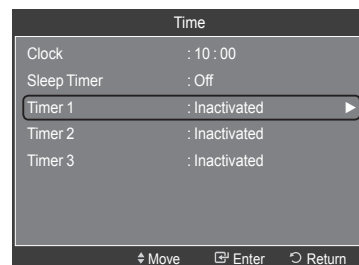 Time
Clock : 10 : 00
Sleep Timer : Off
Timer 1 : Inactivated
Timer 2 : Inactivated
Timer 3 : Inactivated
Move Enter Return